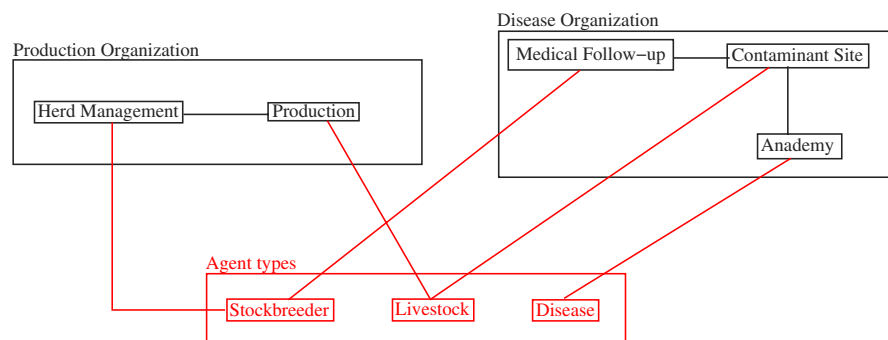 Disease Organization
Production Organization
Medical Follow−up
Contaminant Site
Herd Management
Production
Anademy
Agent types
Stockbreeder
Livestock
Disease